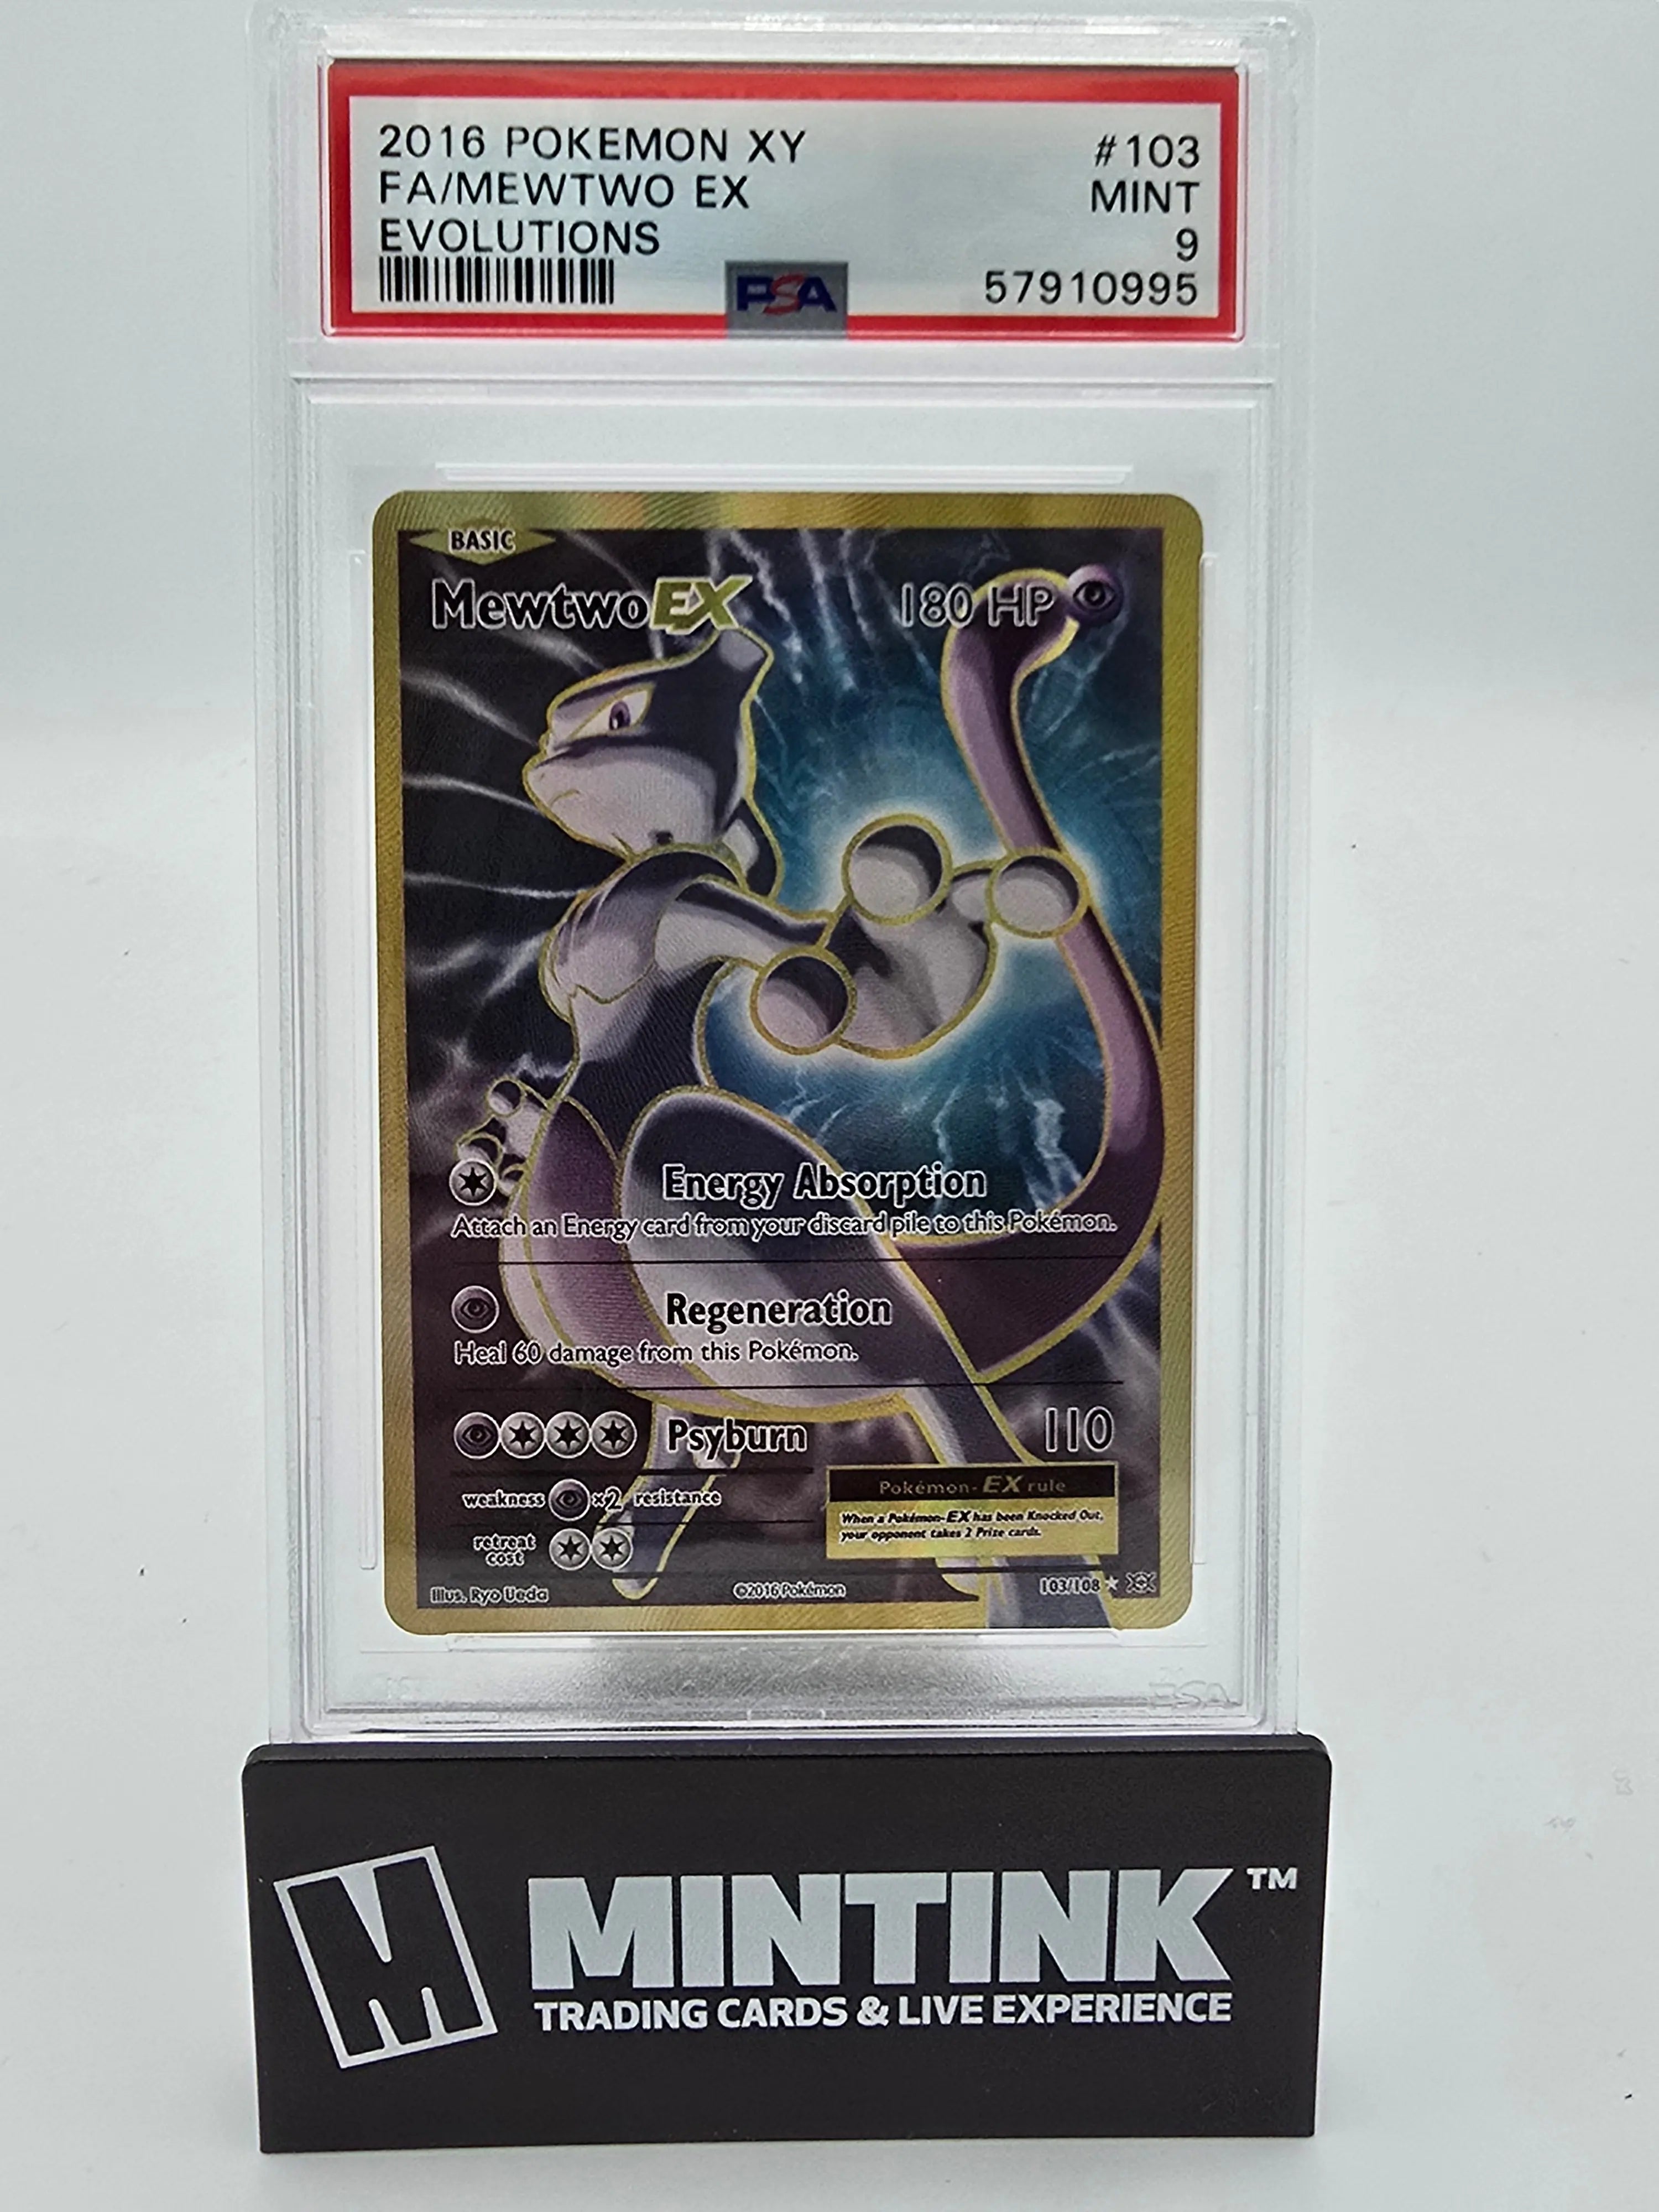 2016 POKEMON XY #103
FA/MEWTWO EX MINT
EVOLUTIONS 9
PSA 57910995
BASIC
Mewtwo EX 180 HP
Energy Absorption
Attach an Energy card from your discard pile to this Pokémon.
Regeneration
Heal 60 damage from this Pokémon.
Psyburn 110
weakness ×2 resistance
retreat cost
Pokémon-EX rule
When a Pokémon-EX has been Knocked Out,
your opponent takes 2 Prize cards.
Illus. Ryo Ueda ©2016 Pokémon 103/108
PSA
M MINTINK™
TRADING CARDS & LIVE EXPERIENCE